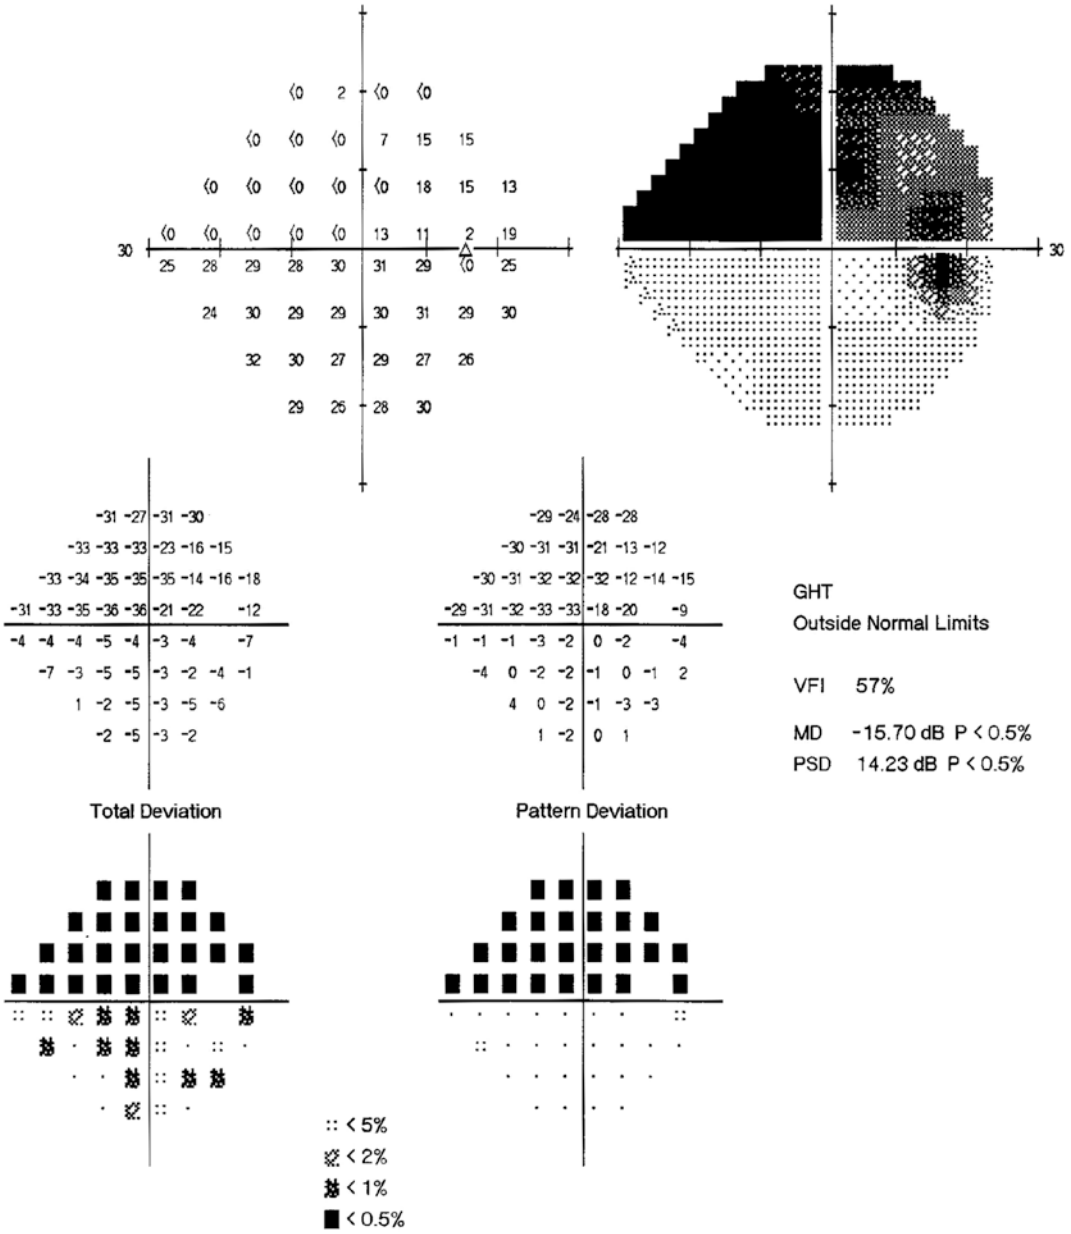 <0 2 <0 <0
<0 <0 <0 7 15 15
<0 <0 <0 <0 <0 18 15 13
<0 <0 <0 <0 <0 13 11 2 19
30 30
25 28 29 28 30 31 29 <0 25
24 30 29 29 30 31 29 30
32 30 27 29 27 26
29 25 28 30
-31 -27 -31 -30
-33 -33 -33 -23 -16 -15
-33 -34 -35 -35 -35 -14 -16 -18
-31 -33 -35 -36 -36 -21 -22 -12
-4 -4 -4 -5 -4 -3 -4 -7
-7 -3 -5 -5 -3 -2 -4 -1
1 -2 -5 -3 -5 -6
-2 -5 -3 -2
Total Deviation
-29 -24 -28 -28
-30 -31 -31 -21 -13 -12
-30 -31 -32 -32 -32 -12 -14 -15
-29 -31 -32 -33 -33 -18 -20 -9
-1 -1 -1 -3 -2 0 -2 -4
-4 0 -2 -2 -1 0 -1 2
4 0 -2 -1 -3 -3
1 -2 0 1
Pattern Deviation
GHT
Outside Normal Limits
VFI 57%
MD -15.70 dB P < 0.5%
PSD 14.23 dB P < 0.5%
:: < 5%
< 2%
< 1%
< 0.5%